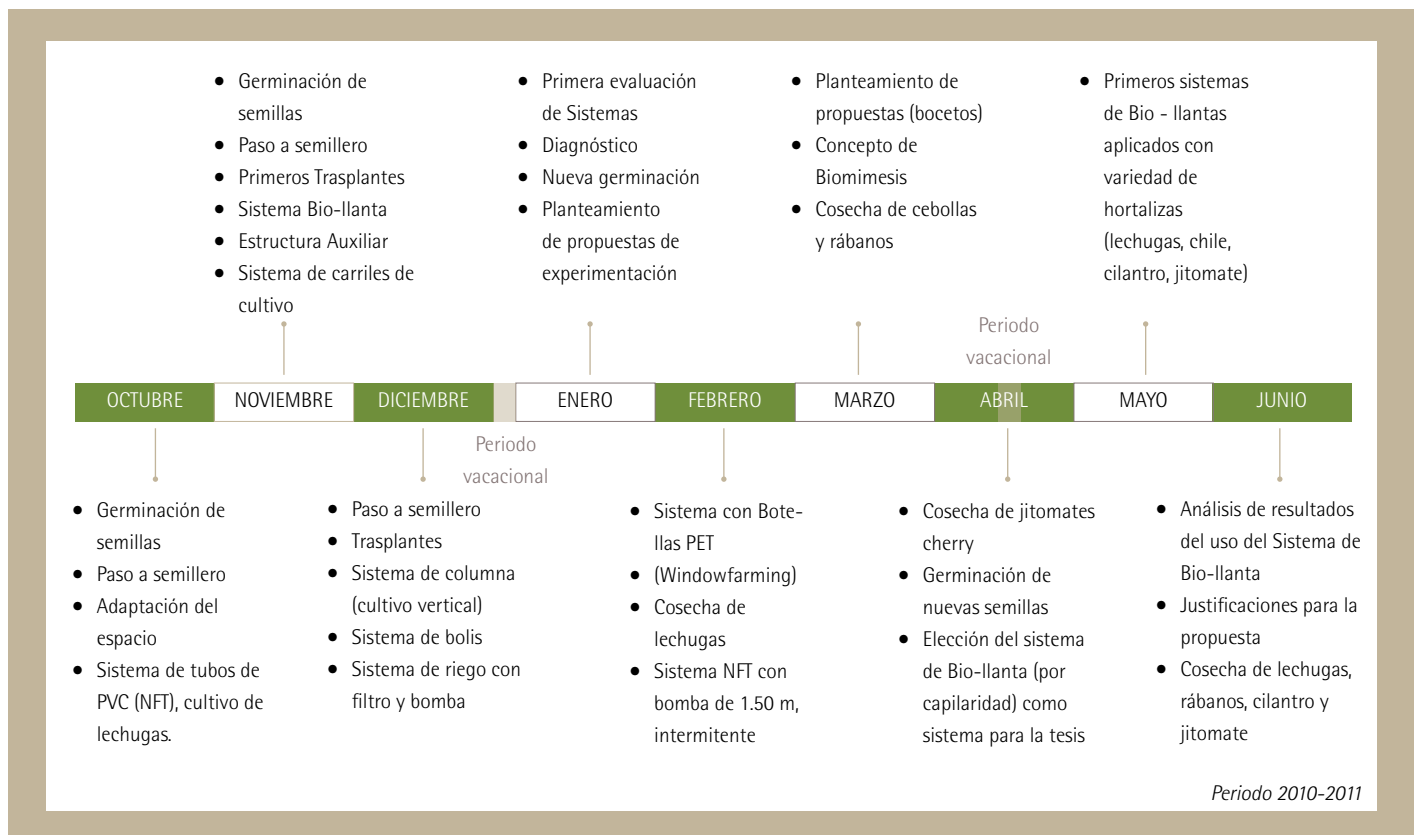 ● Germinación de
semillas
● Paso a semillero
● Primeros Trasplantes
● Sistema Bio-llanta
● Estructura Auxiliar
● Sistema de carriles de
cultivo
● Primera evaluación
de Sistemas
● Diagnóstico
● Nueva germinación
● Planteamiento
de propuestas de
experimentación
● Planteamiento de
propuestas (bocetos)
● Concepto de
Biomimesis
● Cosecha de cebollas
y rábanos
● Primeros sistemas
de Bio - llantas
aplicados con
variedad de
hortalizas
(lechugas, chile,
cilantro, jitomate)
Periodo
vacacional
OCTUBRE
NOVIEMBRE
DICIEMBRE
ENERO
FEBRERO
MARZO
ABRIL
MAYO
JUNIO
Periodo
vacacional
● Germinación de
semillas
● Paso a semillero
● Adaptación del
espacio
● Sistema de tubos de
PVC (NFT), cultivo de
lechugas.
● Paso a semillero
● Trasplantes
● Sistema de columna
(cultivo vertical)
● Sistema de bolis
● Sistema de riego con
filtro y bomba
● Sistema con Bote-
llas PET
● (Windowfarming)
● Cosecha de
lechugas
● Sistema NFT con
bomba de 1.50 m,
intermitente
● Cosecha de jitomates
cherry
● Germinación de
nuevas semillas
● Elección del sistema
de Bio-llanta (por
capilaridad) como
sistema para la tesis
● Análisis de resultados
del uso del Sistema de
Bio-llanta
● Justificaciones para la
propuesta
● Cosecha de lechugas,
rábanos, cilantro y
jitomate
Periodo 2010-2011